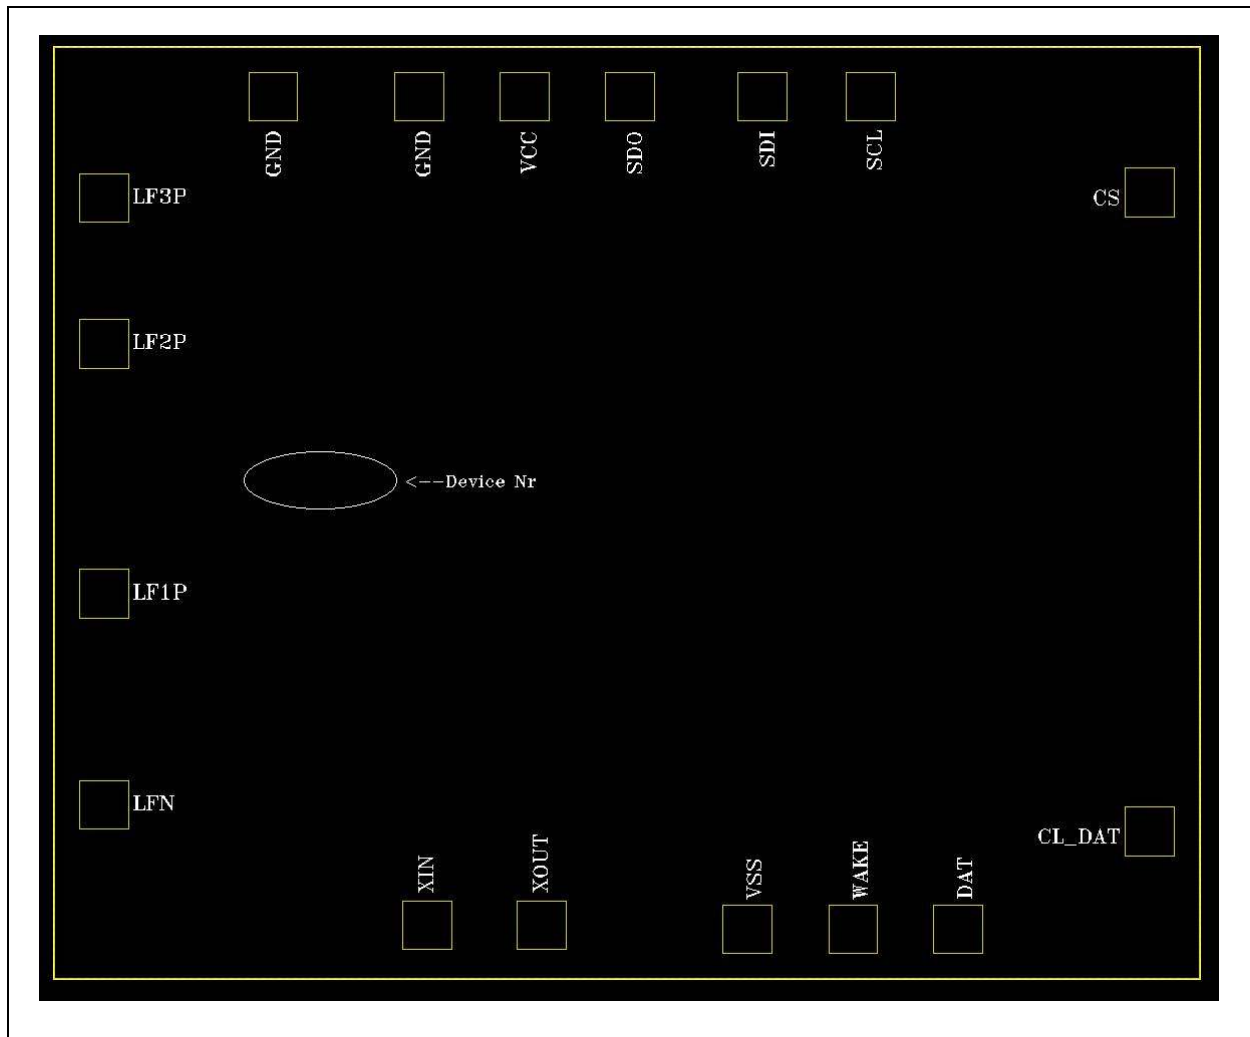 GND
GND
VCC
SDO
SDI
SCL
LF3P
CS
LF2P
<--Device Nr
LF1P
LFN
CL_DAT
XIN
XOUT
VSS
WAKE
DAT